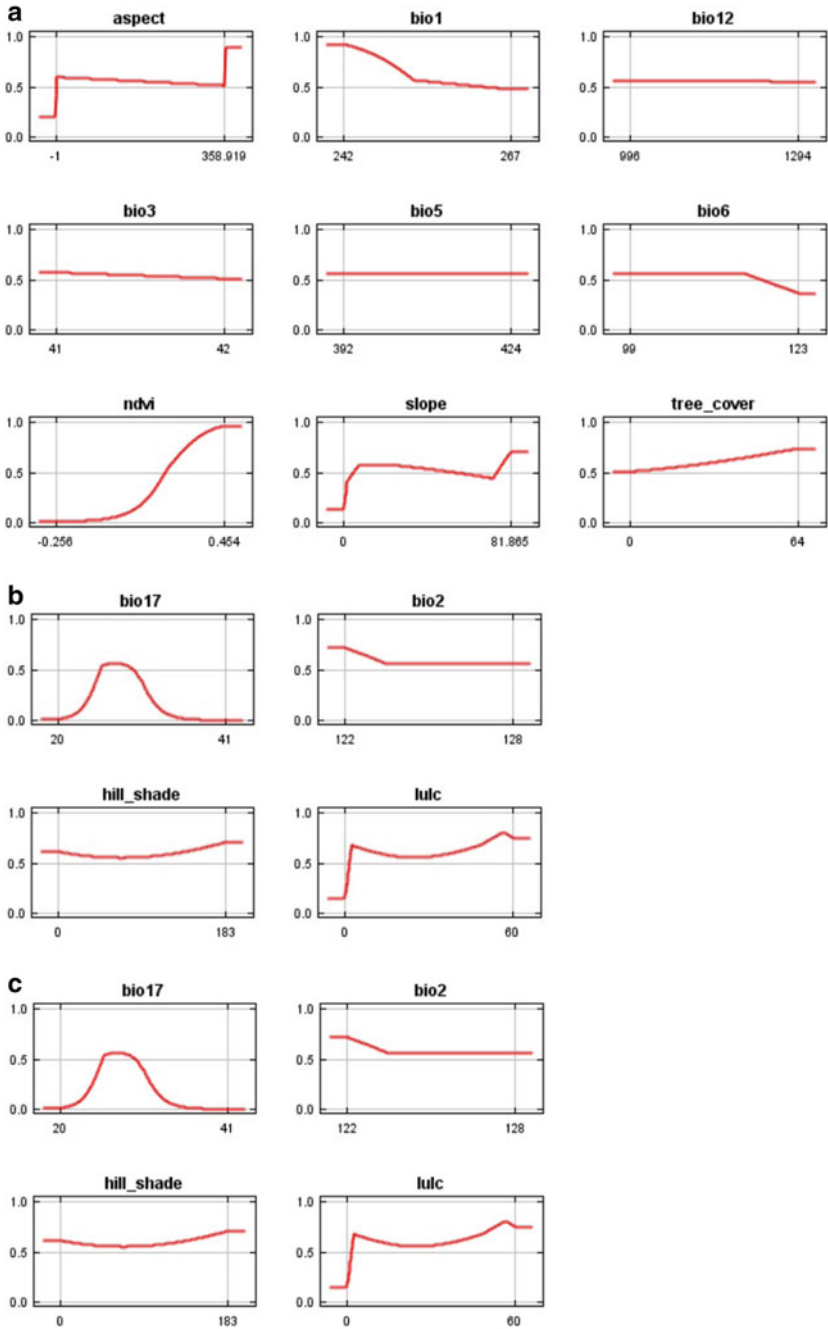 a
aspect bio1 bio12
1.0 1.0 1.0
0.5 0.5 0.5
0.0 0.0 0.0
-1 358.919 242 267 996 1294
bio3 bio5 bio6
1.0 1.0 1.0
0.5 0.5 0.5
0.0 0.0 0.0
41 42 392 424 99 123
ndvi slope tree_cover
1.0 1.0 1.0
0.5 0.5 0.5
0.0 0.0 0.0
-0.256 0.454 0 81.865 0 64
b
bio17 bio2
1.0 1.0
0.5 0.5
0.0 0.0
20 41 122 128
hill_shade lulc
1.0 1.0
0.5 0.5
0.0 0.0
0 183 0 60
c
bio17 bio2
1.0 1.0
0.5 0.5
0.0 0.0
20 41 122 128
hill_shade lulc
1.0 1.0
0.5 0.5
0.0 0.0
0 183 0 60